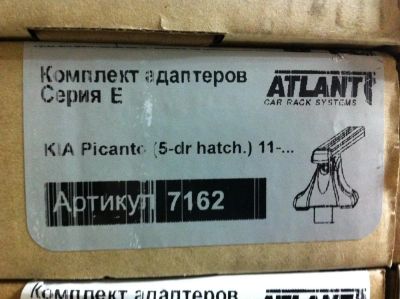 Комплект адаптеров
Серия Е
ATLANT
CAR RACK SYSTEMS
KIA Picanto (5-dr hatch.) 11-...
Артикул 7162
Комплект адаптеров
ATLANT